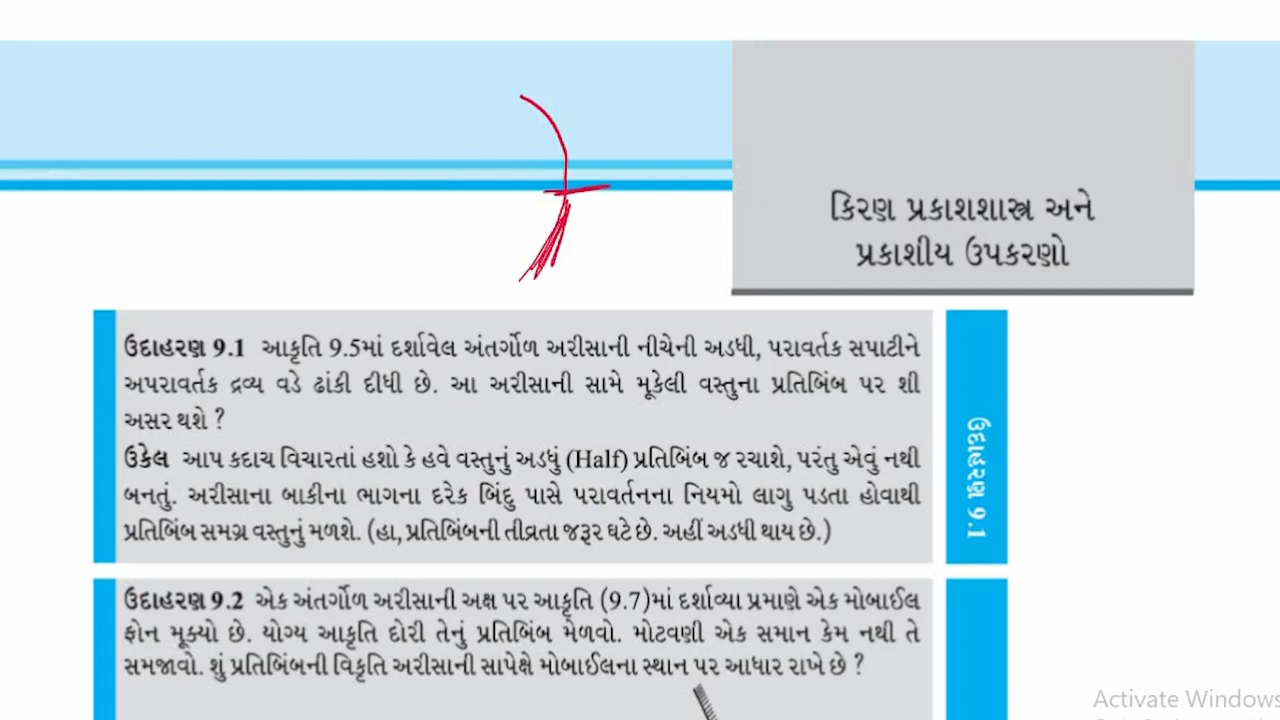 કિરણ પ્રકાશશાસ્ત્ર અને
પ્રકાશીય ઉપકરણો
ઉદાહરણ 9.1 આકૃતિ 9.5માં દર્શાવેલ અંતર્ગોળ અરીસાની નીચેની અડધી, પરાવર્તક સપાટીને
અપરાવર્તક દ્રવ્ય વડે ઢાંકી દીધી છે. આ અરીસાની સામે મૂકેલી વસ્તુના પ્રતિબિંબ પર શી
અસર થશે ?
ઉકેલ આપ કદાચ વિચારતાં હશો કે હવે વસ્તુનું અડધું (Half) પ્રતિબિંબ જ રચાશે, પરંતુ એવું નથી
બનતું. અરીસાના બાકીના ભાગના દરેક બિંદુ પાસે પરાવર્તનના નિયમો લાગુ પડતા હોવાથી
પ્રતિબિંબ સમગ્ર વસ્તુનું મળશે. (હા, પ્રતિબિંબની તીવ્રતા જરૂર ઘટે છે. અહીં અડધી થાય છે.)
ઉદાહરણ 9.1
ઉદાહરણ 9.2 એક અંતર્ગોળ અરીસાની અક્ષ પર આકૃતિ (9.7)માં દર્શાવ્યા પ્રમાણે એક મોબાઈલ
ફોન મૂક્યો છે. યોગ્ય આકૃતિ દોરી તેનું પ્રતિબિંબ મેળવો. મોટવણી એક સમાન કેમ નથી તે
સમજાવો. શું પ્રતિબિંબની વિકૃતિ અરીસાની સાપેક્ષે મોબાઈલના સ્થાન પર આધાર રાખે છે ?
Activate Windows